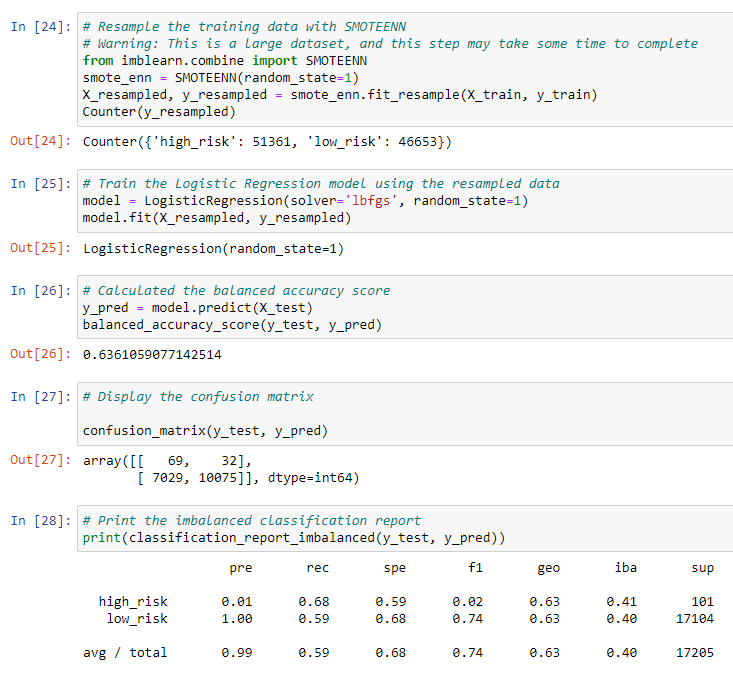 In [24]: # Resample the training data with SMOTEENN
# Warning: This is a large dataset, and this step may take some time to complete
from imblearn.combine import SMOTEENN
smote_enn = SMOTEENN(random_state=1)
X_resampled, y_resampled = smote_enn.fit_resample(X_train, y_train)
Counter(y_resampled)
Out[24]: Counter({'high_risk': 51361, 'low_risk': 46653})
In [25]: # Train the Logistic Regression model using the resampled data
model = LogisticRegression(solver='lbfgs', random_state=1)
model.fit(X_resampled, y_resampled)
Out[25]: LogisticRegression(random_state=1)
In [26]: # Calculated the balanced accuracy score
y_pred = model.predict(X_test)
balanced_accuracy_score(y_test, y_pred)
Out[26]: 0.6361059077142514
In [27]: # Display the confusion matrix
confusion_matrix(y_test, y_pred)
Out[27]: array([[   69,    32],
       [ 7029, 10075]], dtype=int64)
In [28]: # Print the imbalanced classification report
print(classification_report_imbalanced(y_test, y_pred))
pre rec spe f1 geo iba sup
high_risk 0.01 0.68 0.59 0.02 0.63 0.41 101
low_risk 1.00 0.59 0.68 0.74 0.63 0.40 17104
avg / total 0.99 0.59 0.68 0.74 0.63 0.40 17205